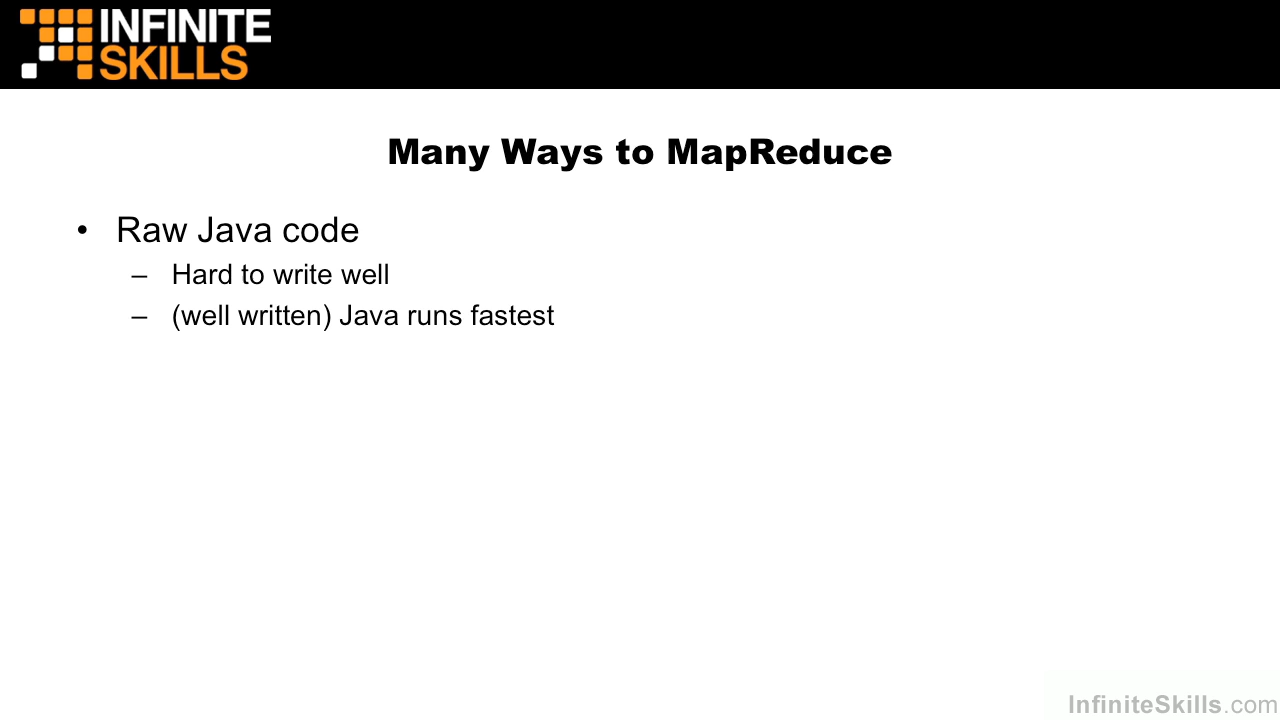 INFINITE
SKILLS
Many Ways to MapReduce
• Raw Java code
– Hard to write well
– (well written) Java runs fastest
InfiniteSkills.com